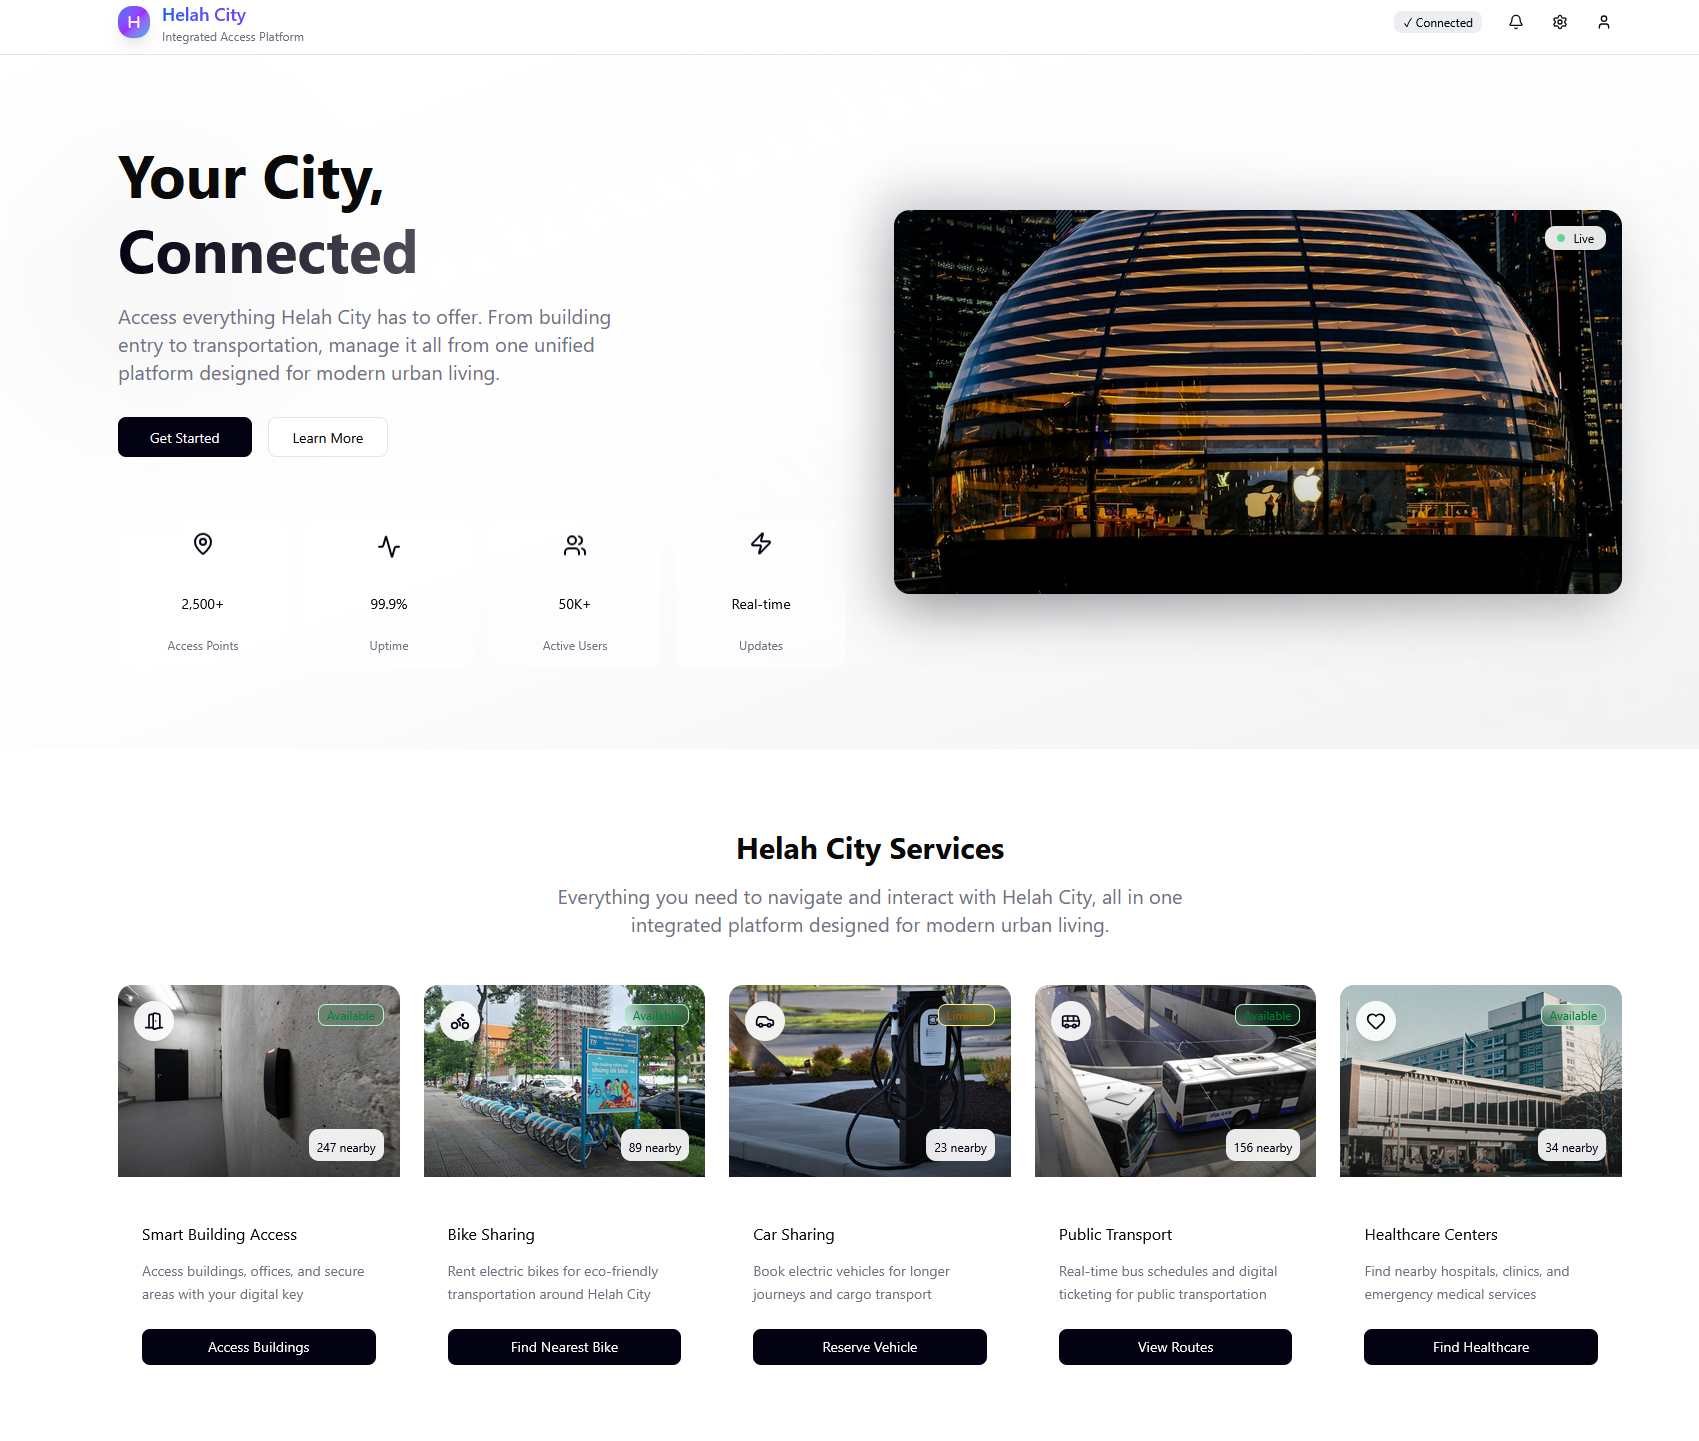 H
Helah City
Integrated Access Platform
✓ Connected
Your City,
Connected
Access everything Helah City has to offer. From building
entry to transportation, manage it all from one unified
platform designed for modern urban living.
Get Started
Learn More
Live
2,500+
Access Points
99.9%
Uptime
50K+
Active Users
Real-time
Updates
Helah City Services
Everything you need to navigate and interact with Helah City, all in one
integrated platform designed for modern urban living.
Available
247 nearby
Smart Building Access
Access buildings, offices, and secure
areas with your digital key
Access Buildings
Available
chúng tôi bike
89 nearby
Bike Sharing
Rent electric bikes for eco-friendly
transportation around Helah City
Find Nearest Bike
Limited
23 nearby
Car Sharing
Book electric vehicles for longer
journeys and cargo transport
Reserve Vehicle
Available
156 nearby
Public Transport
Real-time bus schedules and digital
ticketing for public transportation
View Routes
Available
HOTEL
34 nearby
Healthcare Centers
Find nearby hospitals, clinics, and
emergency medical services
Find Healthcare